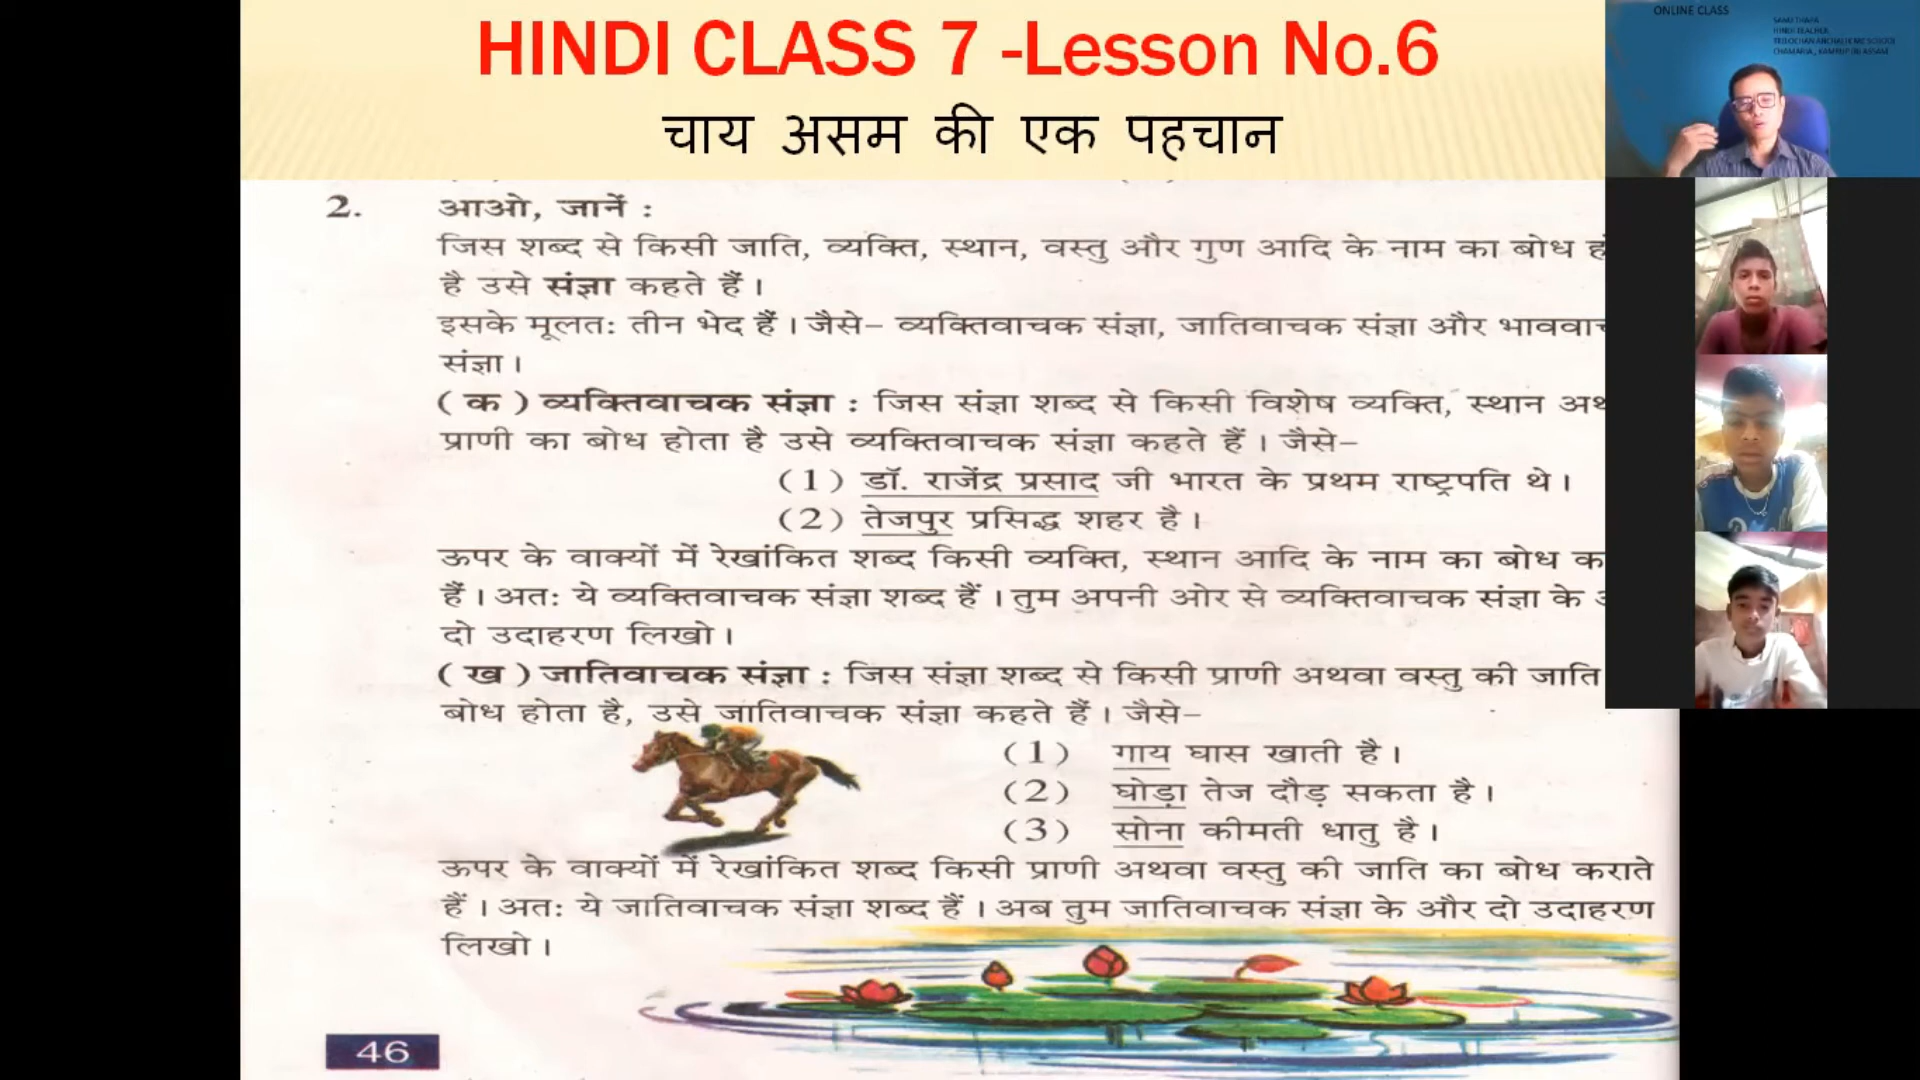 HINDI CLASS 7 -Lesson No.6
चाय असम की एक पहचान
ONLINE CLASS
HINDI TEACHER
2. आओ, जानें :
जिस शब्द से किसी जाति, व्यक्ति, स्थान, वस्तु और गुण आदि के नाम का बोध
है उसे संज्ञा कहते हैं ।
इसके मूलतः तीन भेद हैं । जैसे– व्यक्तिवाचक संज्ञा, जातिवाचक संज्ञा और
संज्ञा ।
( क ) व्यक्तिवाचक संज्ञा : जिस संज्ञा शब्द से किसी विशेष व्यक्ति, स्थान
प्राणी का बोध होता है उसे व्यक्तिवाचक संज्ञा कहते हैं । जैसे–
(1) डॉ. राजेंद्र प्रसाद जी भारत के प्रथम राष्ट्रपति थे ।
(2) तेजपुर प्रसिद्ध शहर है ।
ऊपर के वाक्यों में रेखांकित शब्द किसी व्यक्ति, स्थान आदि के नाम का बोध
हैं । अतः ये व्यक्तिवाचक संज्ञा शब्द हैं । तुम अपनी ओर से व्यक्तिवाचक संज्ञा के
दो उदाहरण लिखो ।
( ख ) जातिवाचक संज्ञा : जिस संज्ञा शब्द से किसी प्राणी अथवा वस्तु की जाति
बोध होता है, उसे जातिवाचक संज्ञा कहते हैं । जैसे–
(1) गाय घास खाती है ।
(2) घोड़ा तेज दौड़ सकता है ।
(3) सोना कीमती धातु है ।
ऊपर के वाक्यों में रेखांकित शब्द किसी प्राणी अथवा वस्तु की जाति का बोध कराते
हैं । अतः ये जातिवाचक संज्ञा शब्द हैं । अब तुम जातिवाचक संज्ञा के और दो उदाहरण
लिखो ।
46